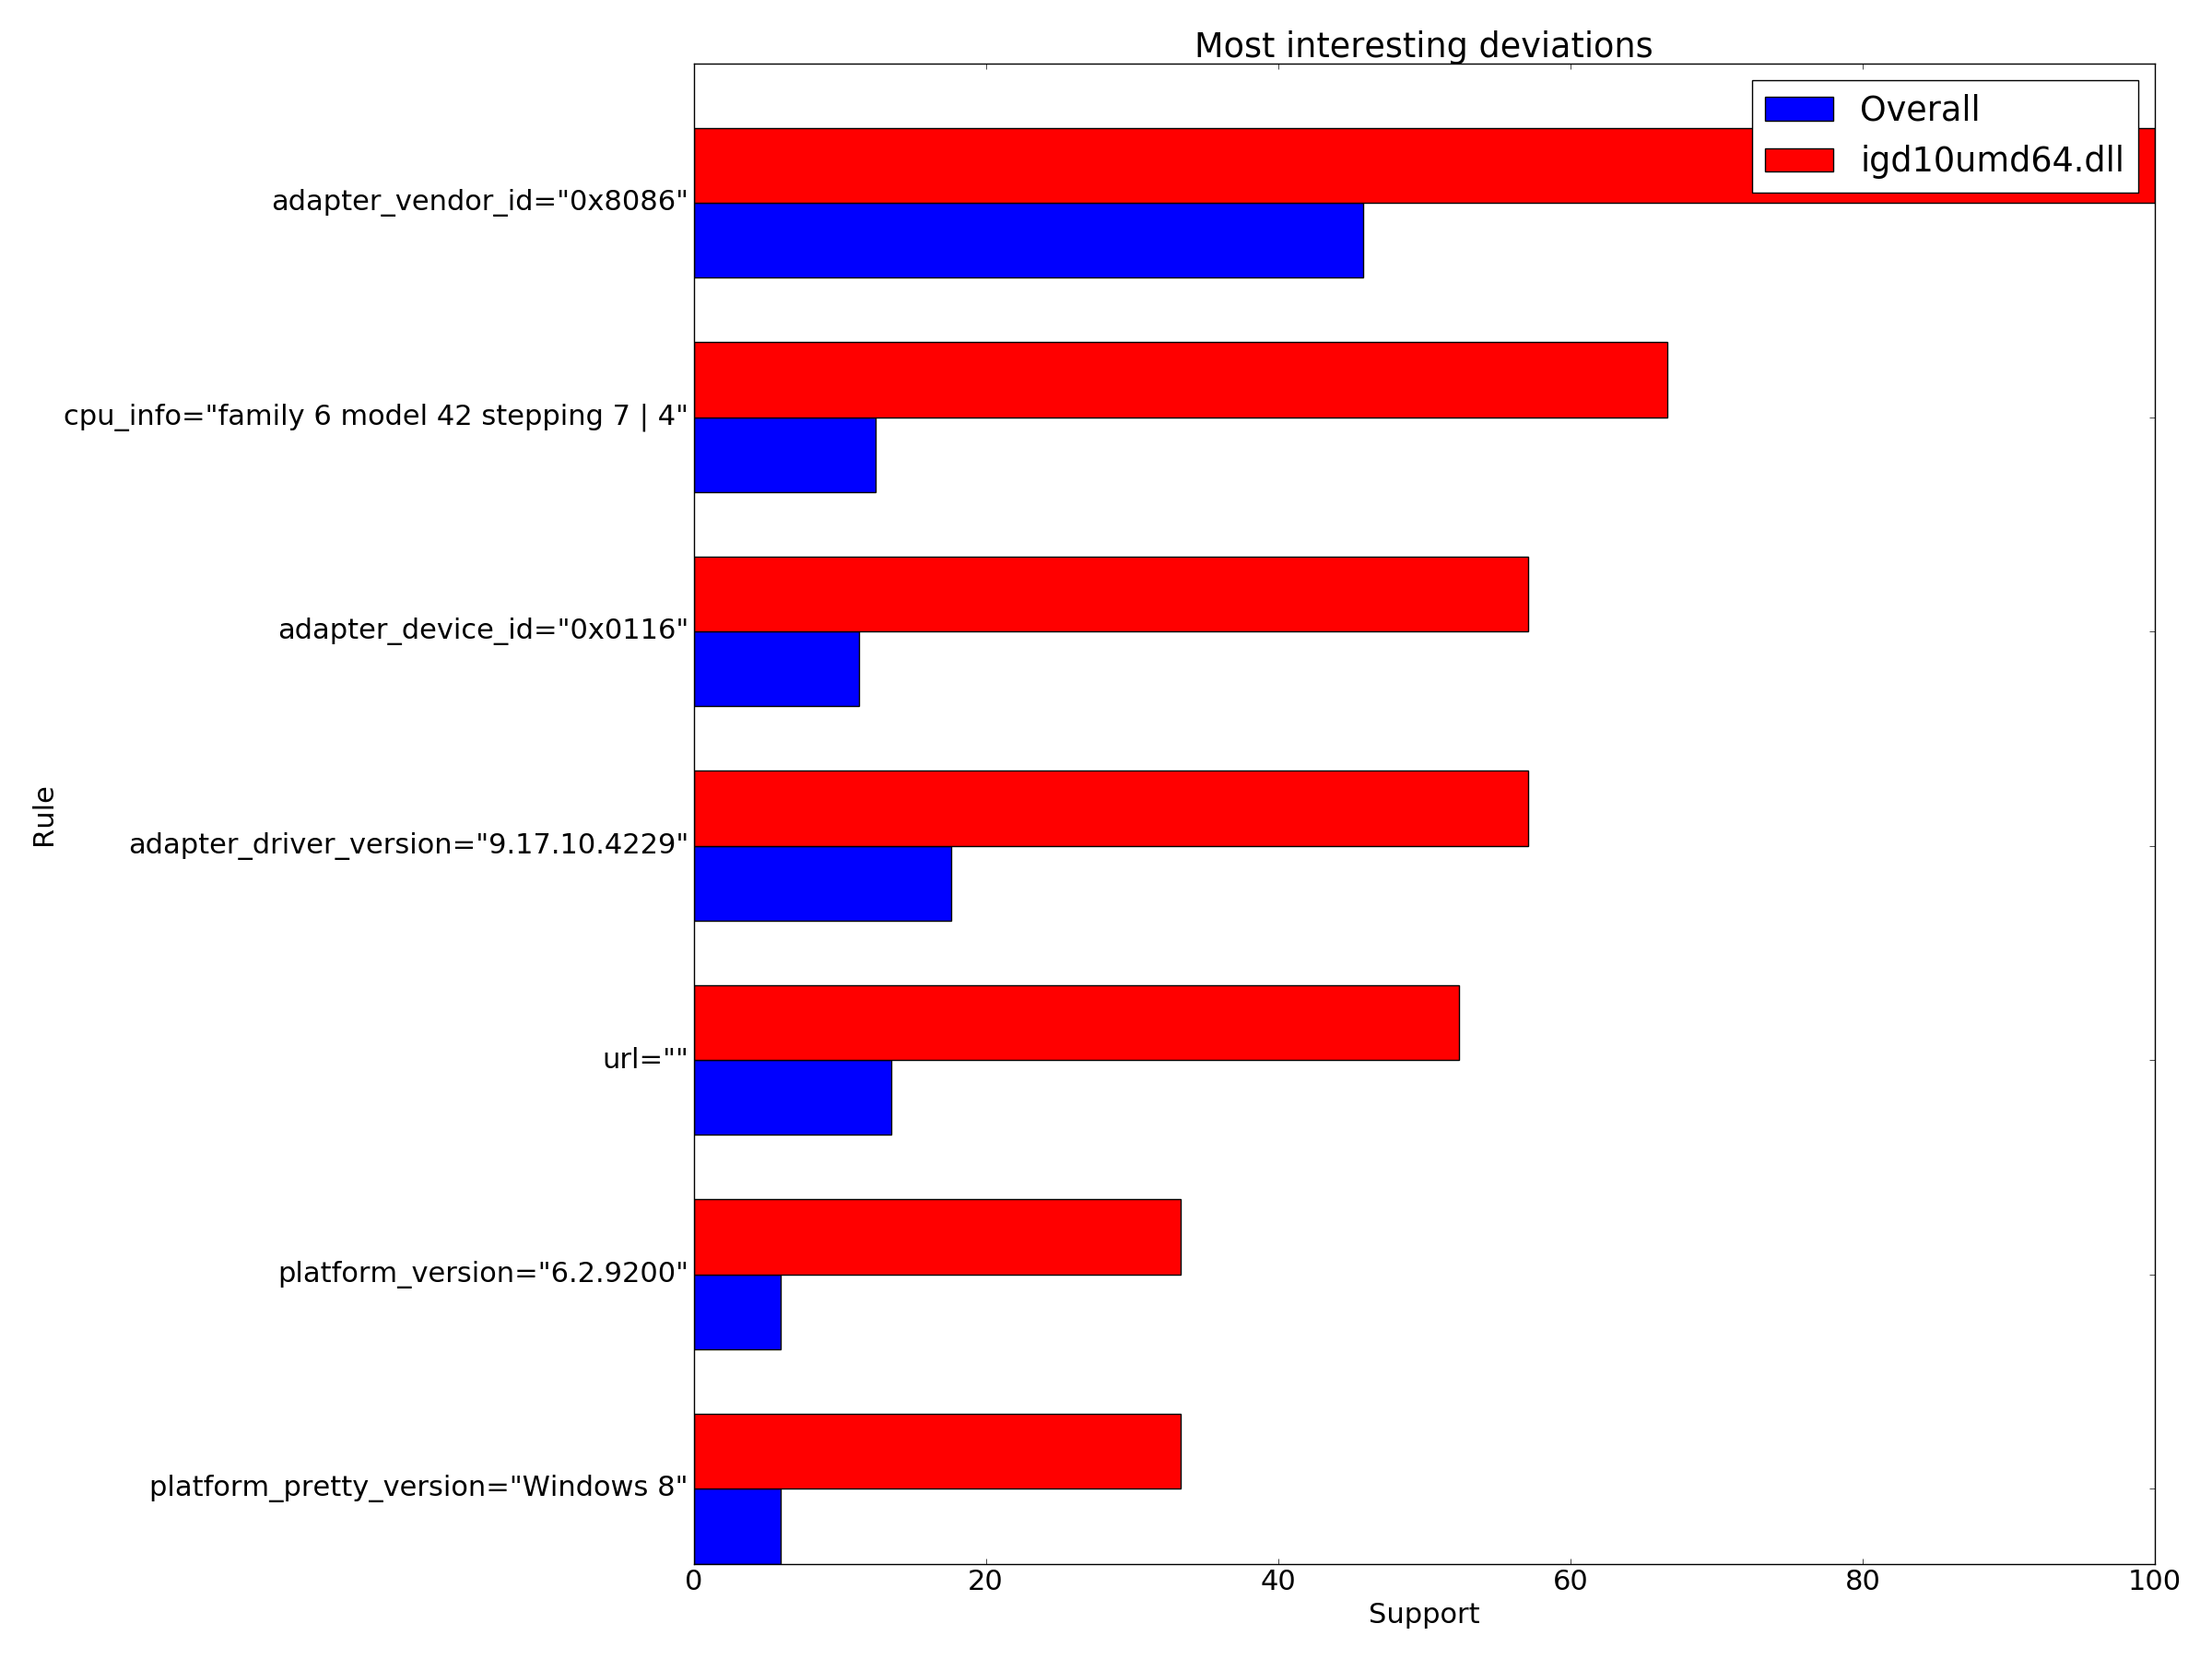 Most interesting deviations
Overall
igd10umd64.dll
adapter_vendor_id="0x8086"
cpu_info="family 6 model 42 stepping 7 | 4"
adapter_device_id="0x0116"
adapter_driver_version="9.17.10.4229"
url=""
platform_version="6.2.9200"
platform_pretty_version="Windows 8"
Rule
0 20 40 60 80 100
Support